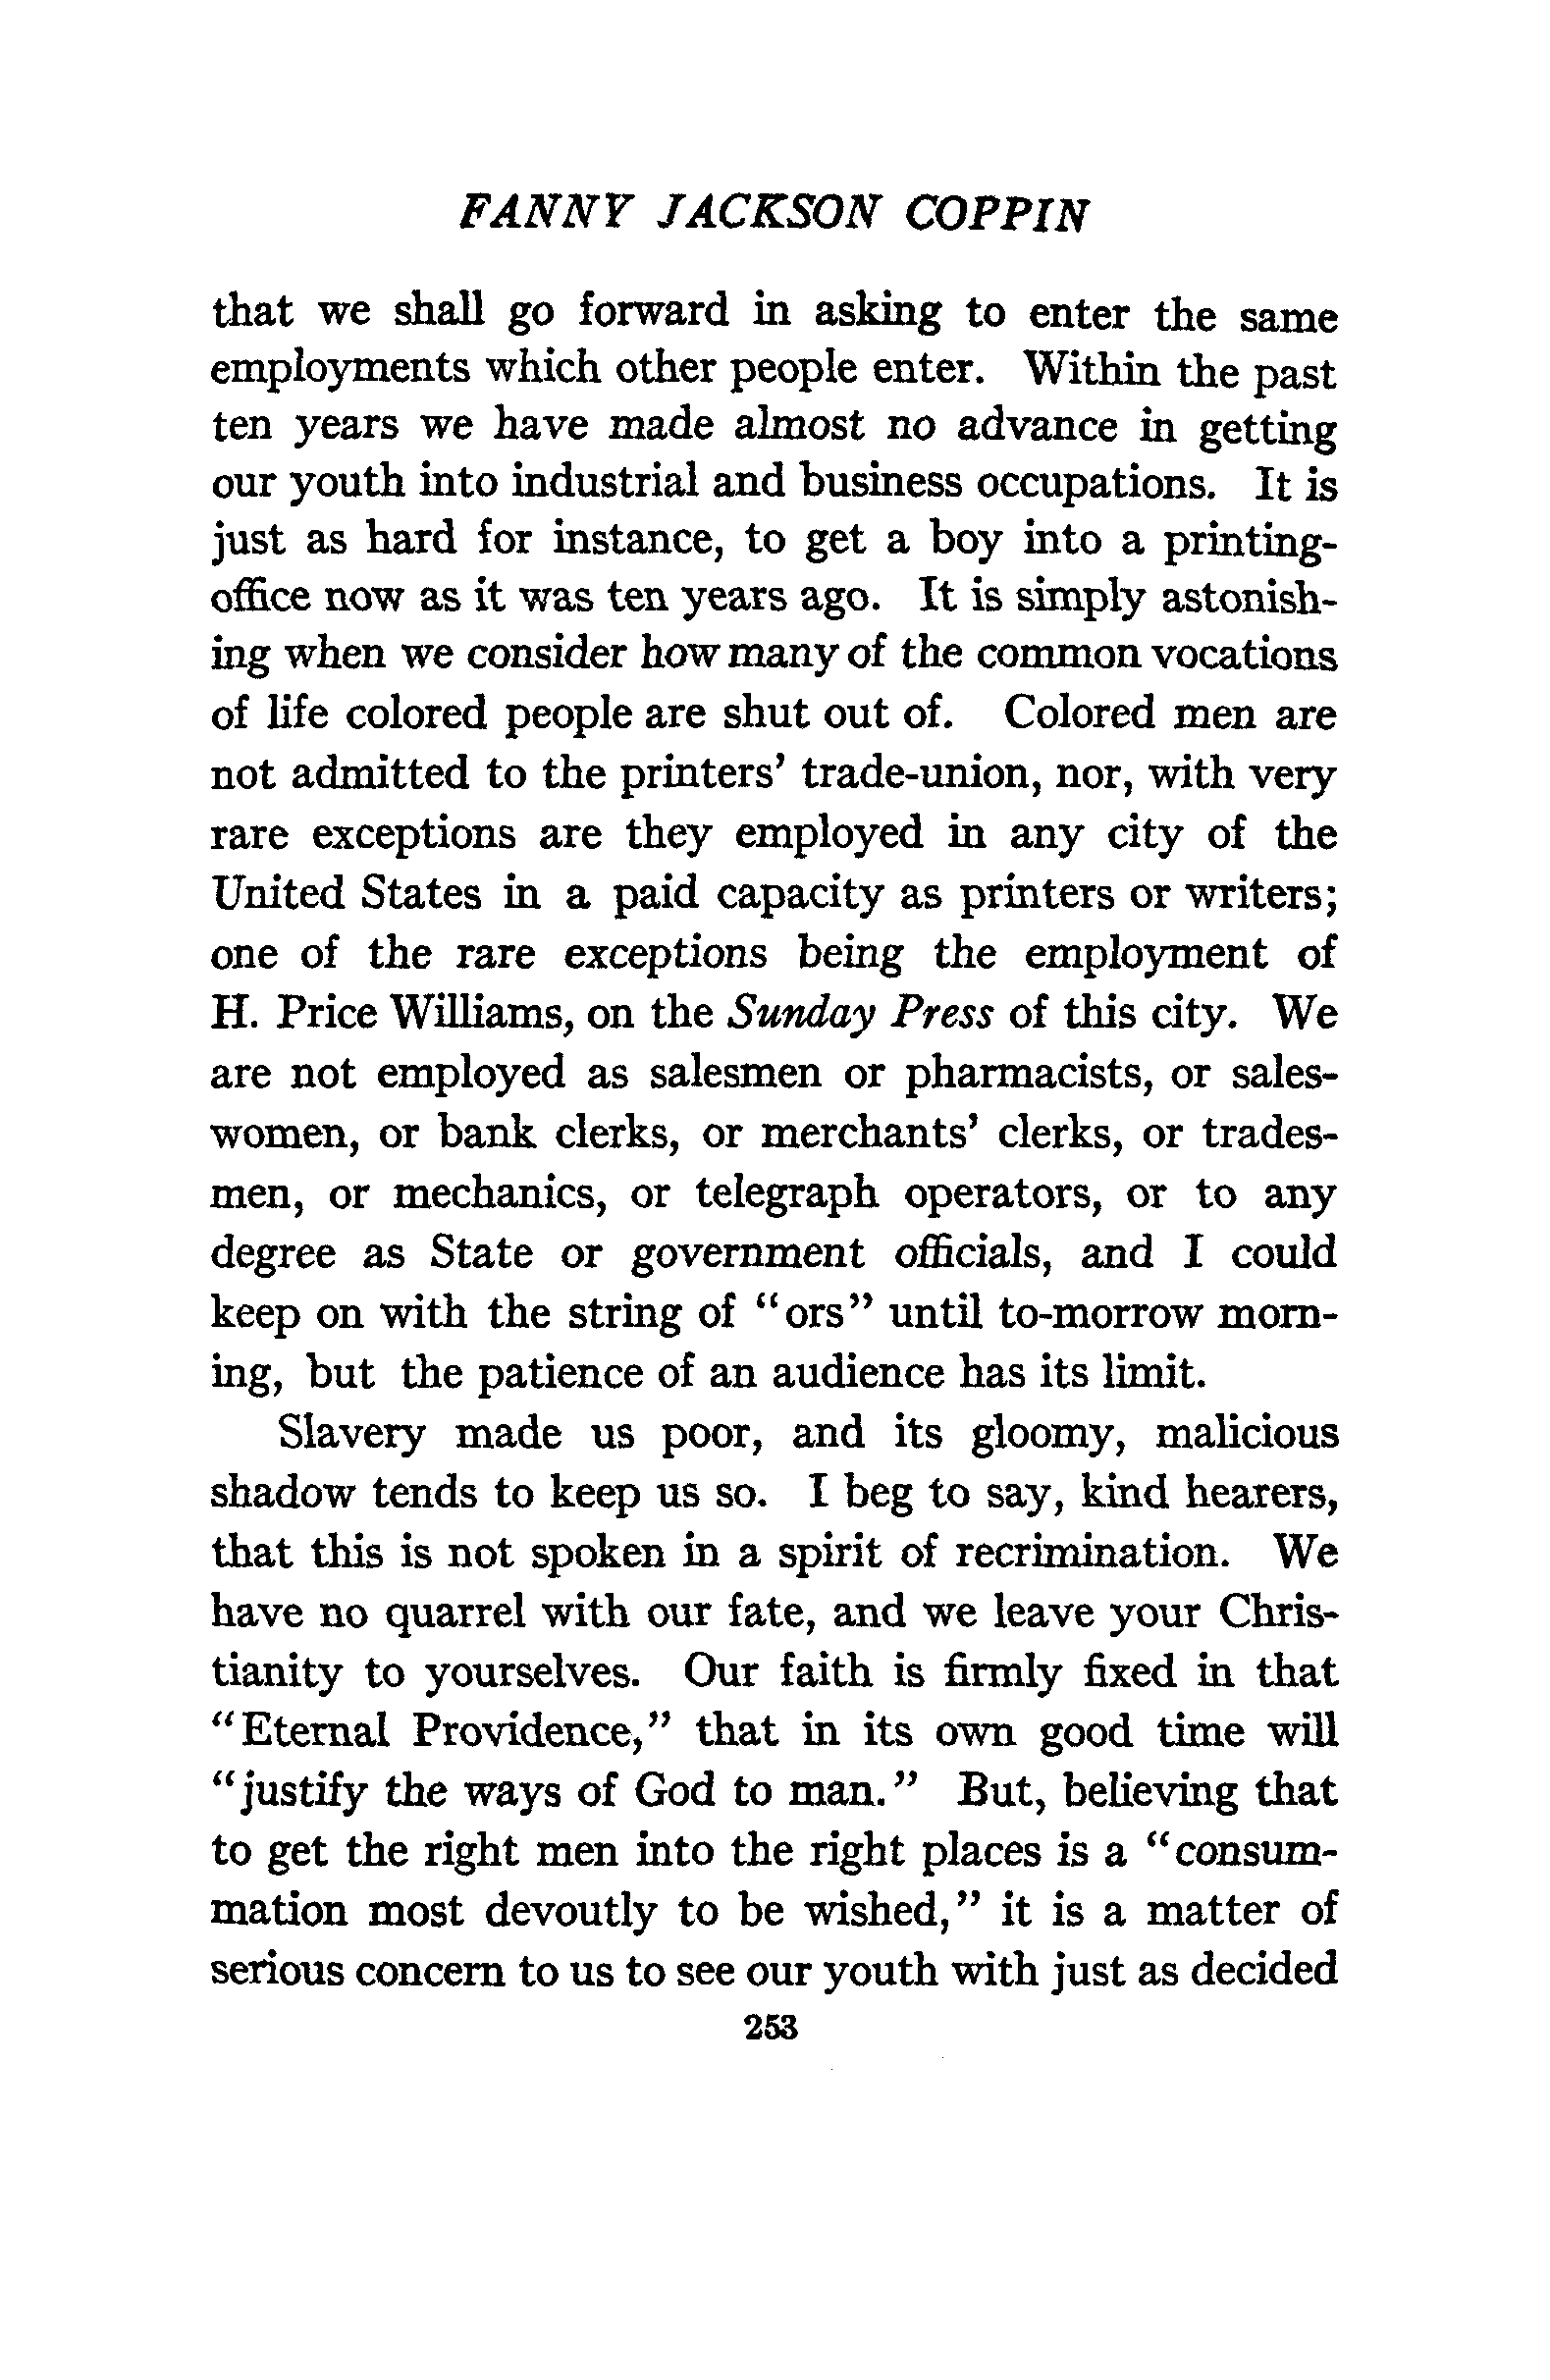 FANNY JACKSON COPPIN
that we shall go forward in asking to enter the same
employments which other people enter. Within the past
ten years we have made almost no advance in getting
our youth into industrial and business occupations. It is
just as hard for instance, to get a boy into a printing-
office now as it was ten years ago. It is simply astonish-
ing when we consider how many of the common vocations
of life colored people are shut out of. Colored men are
not admitted to the printers' trade-union, nor, with very
rare exceptions are they employed in any city of the
United States in a paid capacity as printers or writers;
one of the rare exceptions being the employment of
H. Price Williams, on the Sunday Press of this city. We
are not employed as salesmen or pharmacists, or sales-
women, or bank clerks, or merchants' clerks, or trades-
men, or mechanics, or telegraph operators, or to any
degree as State or government officials, and I could
keep on with the string of "ors" until to-morrow morn-
ing, but the patience of an audience has its limit.
Slavery made us poor, and its gloomy, malicious
shadow tends to keep us so. I beg to say, kind hearers,
that this is not spoken in a spirit of recrimination. We
have no quarrel with our fate, and we leave your Chris-
tianity to yourselves. Our faith is firmly fixed in that
"Eternal Providence," that in its own good time will
"justify the ways of God to man." But, believing that
to get the right men into the right places is a "consum-
mation most devoutly to be wished," it is a matter of
serious concern to us to see our youth with just as decided
253